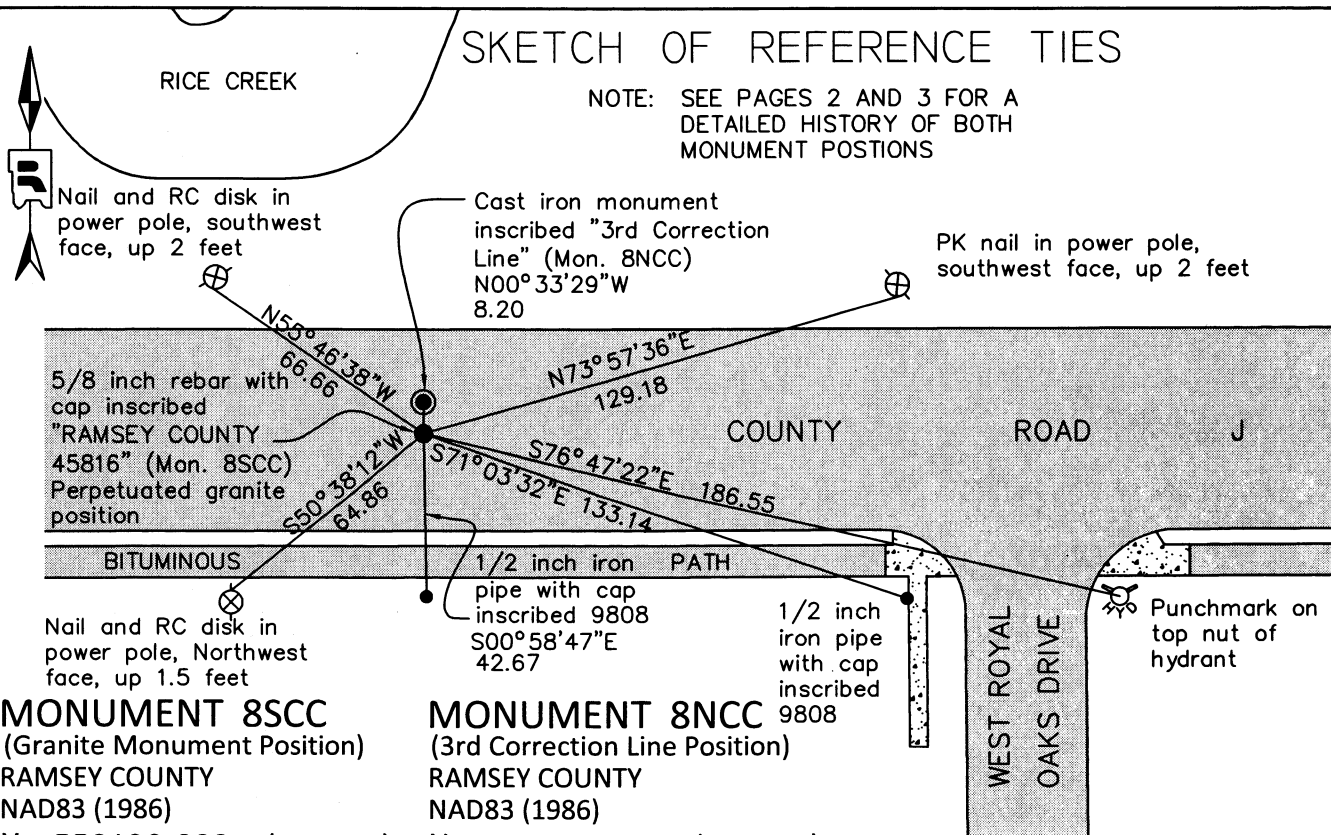 SKETCH OF REFERENCE TIES
RICE CREEK
NOTE: SEE PAGES 2 AND 3 FOR A
DETAILED HISTORY OF BOTH
MONUMENT POSTIONS
R
Nail and RC disk in
power pole, southwest
face, up 2 feet
Cast iron monument
inscribed "3rd Correction
Line" (Mon. 8NCC)
N00°33'29"W
8.20
PK nail in power pole,
southwest face, up 2 feet
N55°46'38"W
66.66
N73°57'36"E
129.18
5/8 inch rebar with
cap inscribed
"RAMSEY COUNTY
45816" (Mon. 8SCC)
Perpetuated granite
position
COUNTY ROAD J
S50°38'12"W
64.86
S76°47'22"E 186.55
S71°03'32"E 133.14
BITUMINOUS PATH
1/2 inch iron
pipe with cap
inscribed 9808
S00°58'47"E
42.67
1/2 inch
iron pipe
with cap
inscribed
9808
Punchmark on
top nut of
hydrant
Nail and RC disk in
power pole, Northwest
face, up 1.5 feet
WEST ROYAL
OAKS DRIVE
MONUMENT 8SCC
(Granite Monument Position)
RAMSEY COUNTY
NAD83 (1986)
MONUMENT 8NCC
(3rd Correction Line Position)
RAMSEY COUNTY
NAD83 (1986)